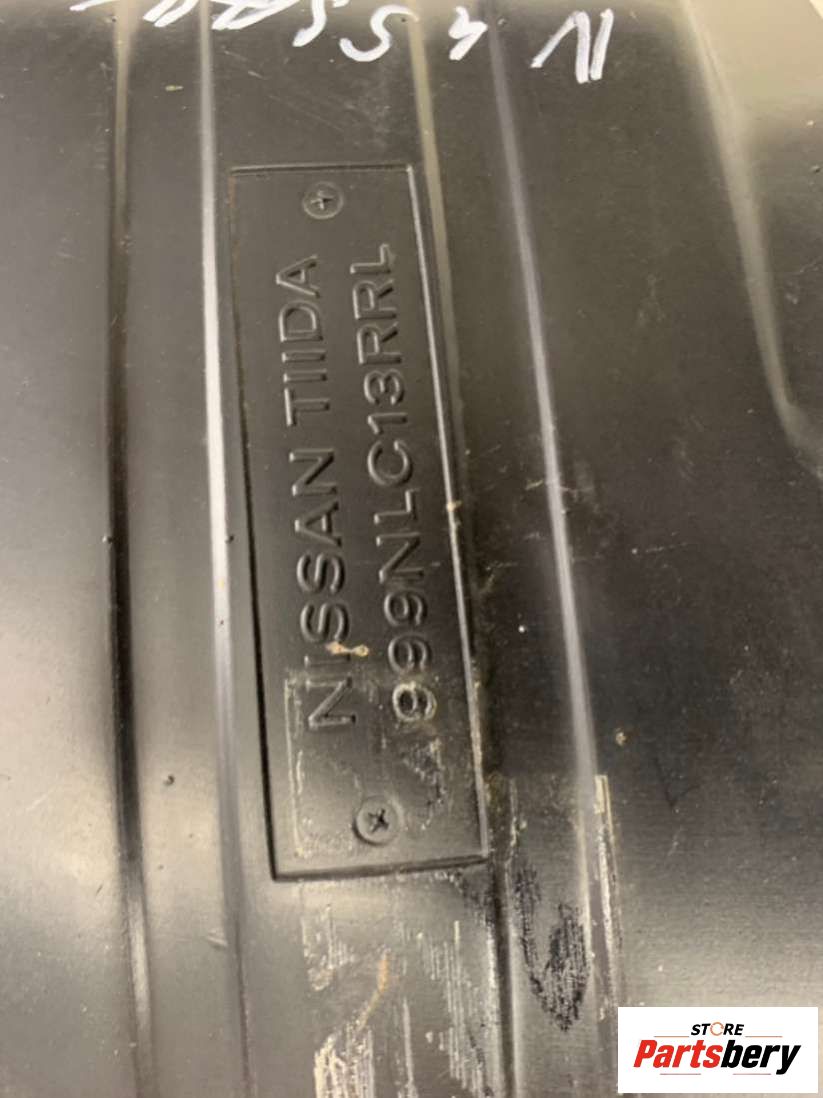 NISSAN TIIDA
999NLC13RRL
STORE
Partsbery